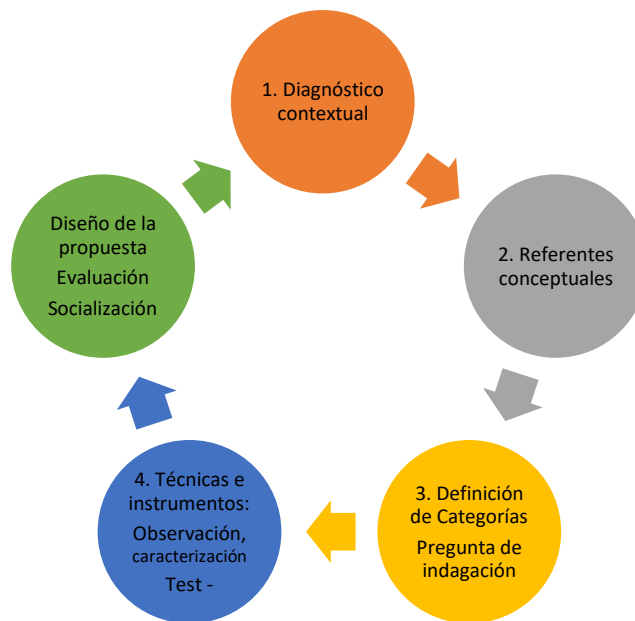 1. Diagnóstico
contextual
2. Referentes
conceptuales
3. Definición
de Categorías
Pregunta de
indagación
4. Técnicas e
instrumentos:
Observación,
caracterización
Test -
Diseño de la
propuesta
Evaluación
Socialización